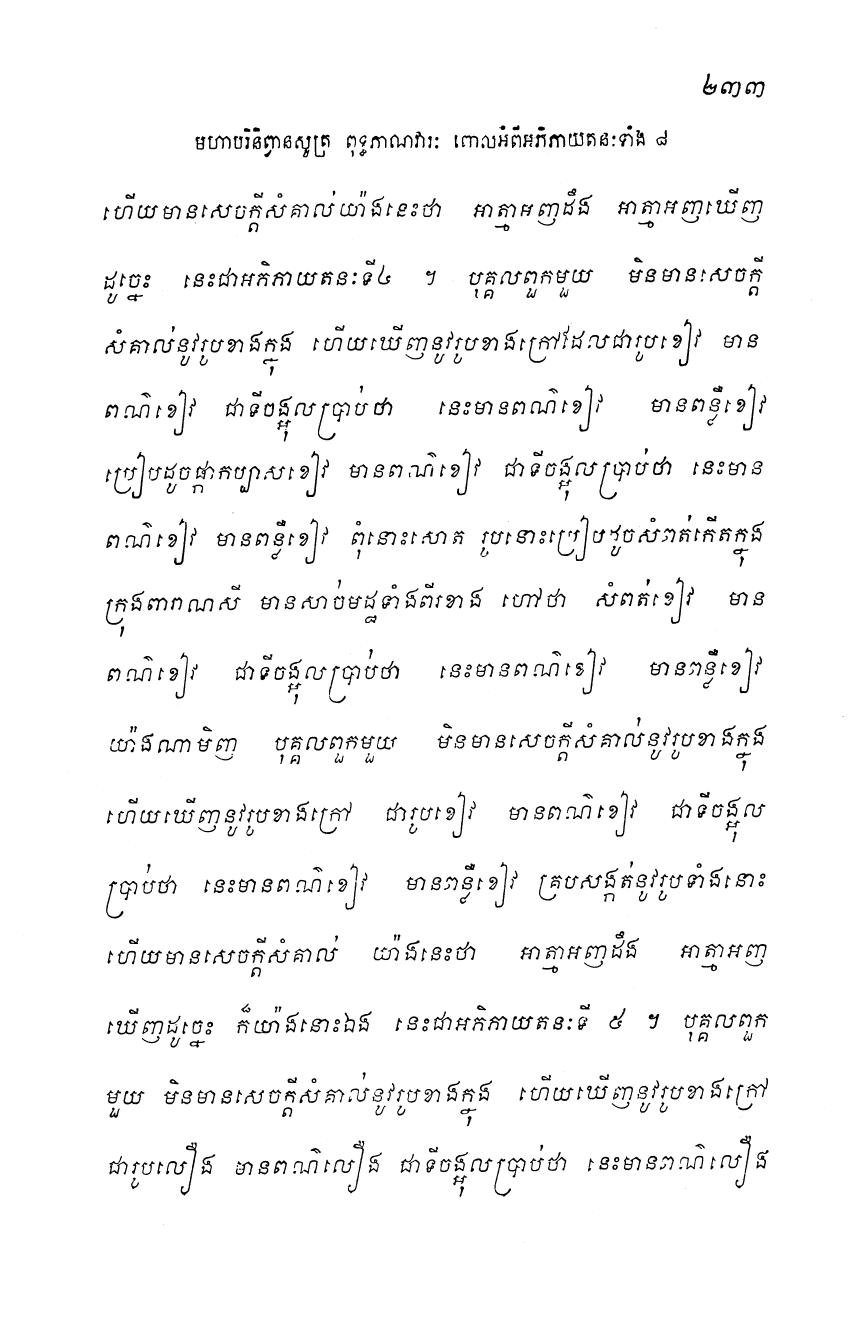 ២៣៣
មហាបរិនិព្វានសូត្រ ពុទ្ធភាណវារៈ ពោលអំពីអភិភាយតនៈទាំង ៨
ហើយមានសេចក្តីសំគាល់យ៉ាងនេះថា អាត្មាអញដឹង អាត្មាអញឃើញ
ដូច្នេះ នេះជាអភិភាយតនៈទី៤ ។ បុគ្គលពួកមួយ មិនមានសេចក្តី
សំគាល់នូវរូបខាងក្នុង ហើយឃើញនូវរូបខាងក្រៅដែលជារូបខៀវ មាន
ពណ៌ខៀវ ជាទីចង្អុលប្រាប់ថា នេះមានពណ៌ខៀវ មានពន្លឺខៀវ
ប្រៀបដូចផ្កាកប្បាសខៀវ មានពណ៌ខៀវ ជាទីចង្អុលប្រាប់ថា នេះមាន
ពណ៌ខៀវ មានពន្លឺខៀវ ពុំនោះសោត រូបនោះប្រៀបដូចសំពត់កើតក្នុង
ក្រុងពារាណសី មានសាច់មដ្ឋទាំងពីរខាង ហៅថា សំពត់ខៀវ មាន
ពណ៌ខៀវ ជាទីចង្អុលប្រាប់ថា នេះមានពណ៌ខៀវ មានពន្លឺខៀវ
យ៉ាងណាមិញ បុគ្គលពួកមួយ មិនមានសេចក្តីសំគាល់នូវរូបខាងក្នុង
ហើយឃើញនូវរូបខាងក្រៅ ជារូបខៀវ មានពណ៌ខៀវ ជាទីចង្អុល
ប្រាប់ថា នេះមានពណ៌ខៀវ មានពន្លឺខៀវ គ្របសង្កត់នូវរូបទាំងនោះ
ហើយមានសេចក្តីសំគាល់ យ៉ាងនេះថា អាត្មាអញដឹង អាត្មាអញ
ឃើញដូច្នេះ ក៏យ៉ាងនោះឯង នេះជាអភិភាយតនៈទី ៥ ។ បុគ្គលពួក
មួយ មិនមានសេចក្តីសំគាល់នូវរូបខាងក្នុង ហើយឃើញនូវរូបខាងក្រៅ
ជារូបលឿង មានពណ៌លឿង ជាទីចង្អុលប្រាប់ថា នេះមានពណ៌លឿង